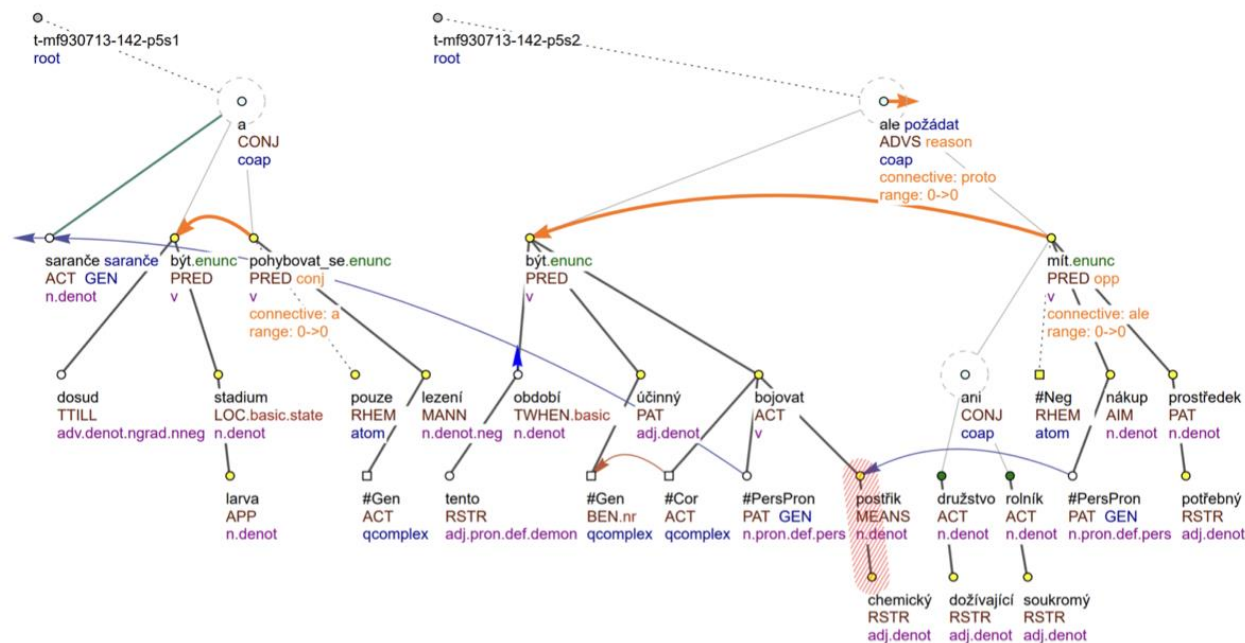 t-mf930713-142-p5s1
root
t-mf930713-142-p5s2
root
a
CONJ
coap
ale požádat
ADVS reason
coap
connective: proto
range: 0->0
saranče saranče
ACT GEN
n.denot
být.enunc
PRED
v
pohybovat_se.enunc
PRED conj
v
connective: a
range: 0->0
být.enunc
PRED
v
mít.enunc
PRED opp
v
connective: ale
range: 0->0
dosud
TTILL
adv.denot.ngrad.nneg
stadium
LOC.basic.state
n.denot
pouze
RHEM
atom
lezení
MANN
n.denot.neg
období
TWHEN.basic
n.denot
účinný
PAT
adj.denot
bojovat
ACT
v
ani
CONJ
coap
#Neg
RHEM
atom
nákup
AIM
n.denot
prostředek
PAT
n.denot
larva
APP
n.denot
#Gen
ACT
qcomplex
tento
RSTR
adj.pron.def.demon
#Gen
BEN.nr
qcomplex
#Cor
ACT
qcomplex
#PersPron
PAT GEN
n.pron.def.pers
postřik
MEANS
n.denot
družstvo
ACT
n.denot
rolník
ACT
n.denot
#PersPron
PAT GEN
n.pron.def.pers
potřebný
RSTR
adj.denot
chemický
RSTR
adj.denot
dožívající
RSTR
adj.denot
soukromý
RSTR
adj.denot